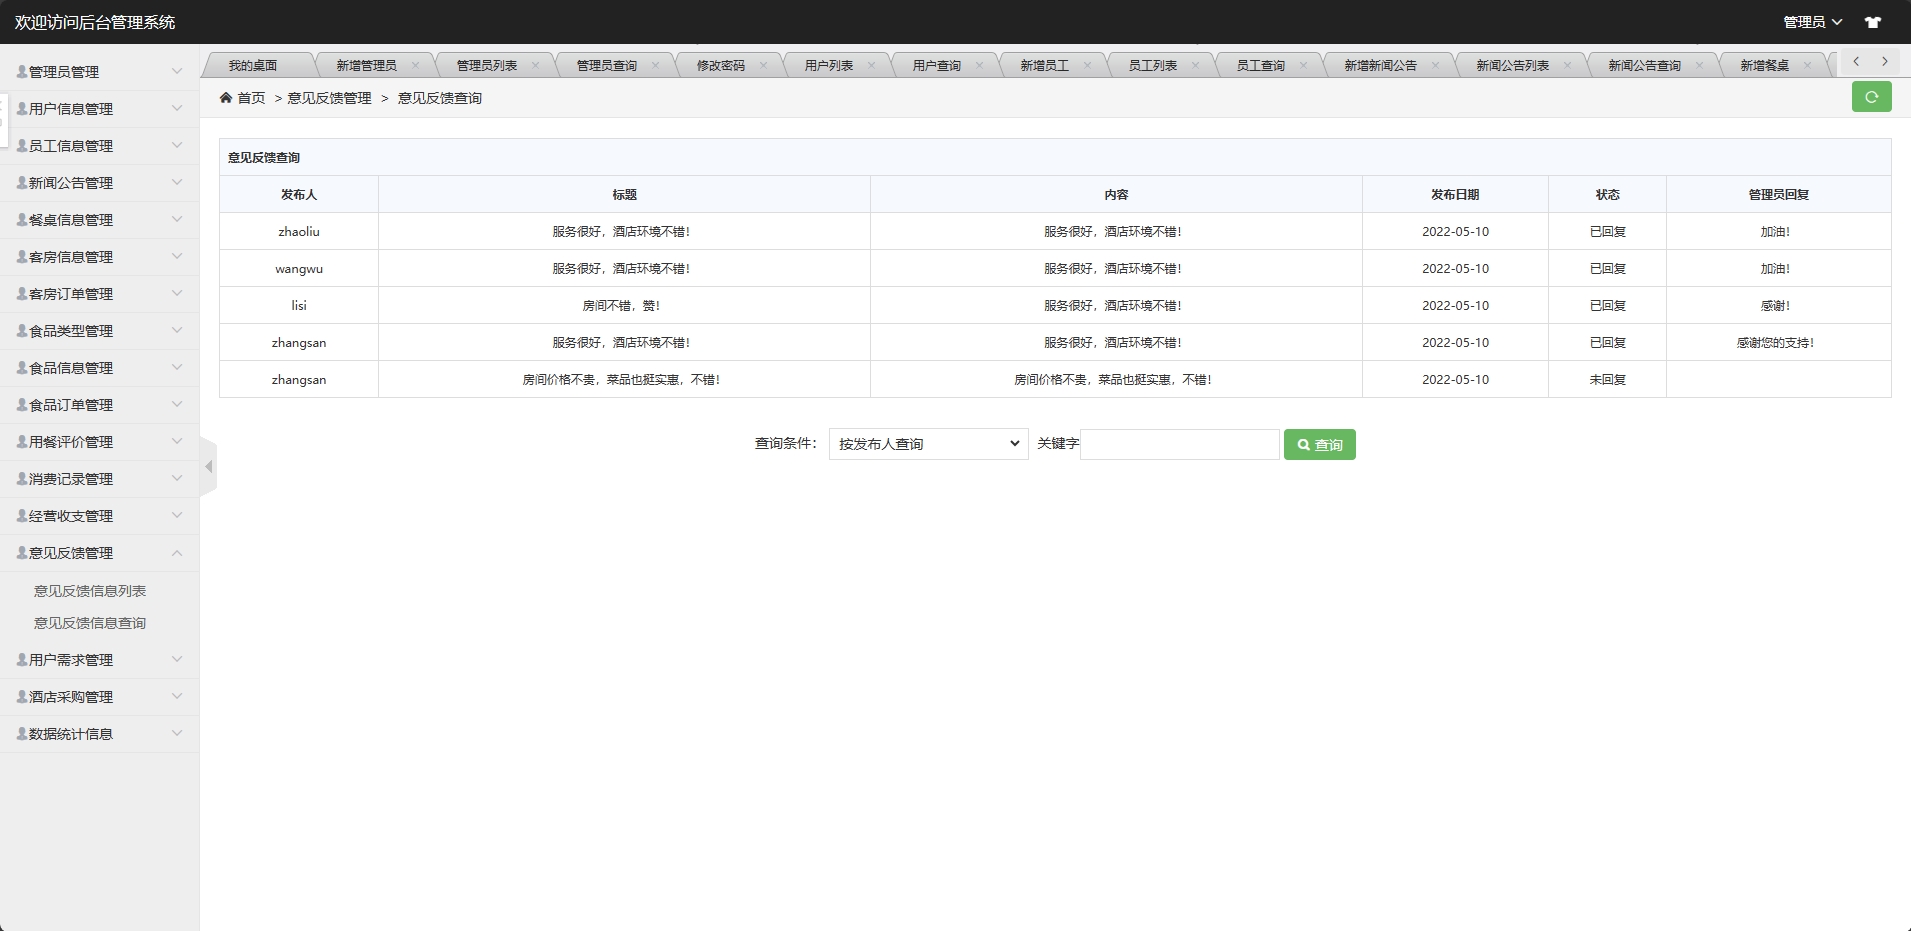 欢迎访问后台管理系统
管理员
管理员管理
用户信息管理
员工信息管理
新闻公告管理
餐桌信息管理
客房信息管理
客房订单管理
食品类型管理
食品信息管理
食品订单管理
用餐评价管理
消费记录管理
经营收支管理
意见反馈管理
意见反馈信息列表
意见反馈信息查询
用户需求管理
酒店采购管理
数据统计信息
我的桌面 新增管理员 管理员列表 管理员查询 修改密码 用户列表 用户查询 新增员工 员工列表 员工查询 新增新闻公告 新闻公告列表 新闻公告查询 新增餐桌
首页 > 意见反馈管理 > 意见反馈查询
意见反馈查询
发布人 标题 内容 发布日期 状态 管理员回复
zhaoliu 服务很好，酒店环境不错！ 服务很好，酒店环境不错！ 2022-05-10 已回复 加油！
wangwu 服务很好，酒店环境不错！ 服务很好，酒店环境不错！ 2022-05-10 已回复 加油！
lisi 房间不错，赞！ 服务很好，酒店环境不错！ 2022-05-10 已回复 感谢！
zhangsan 服务很好，酒店环境不错！ 服务很好，酒店环境不错！ 2022-05-10 已回复 感谢您的支持！
zhangsan 房间价格不贵，菜品也挺实惠，不错！ 房间价格不贵，菜品也挺实惠，不错！ 2022-05-10 未回复
查询条件： 按发布人查询 关键字 查询